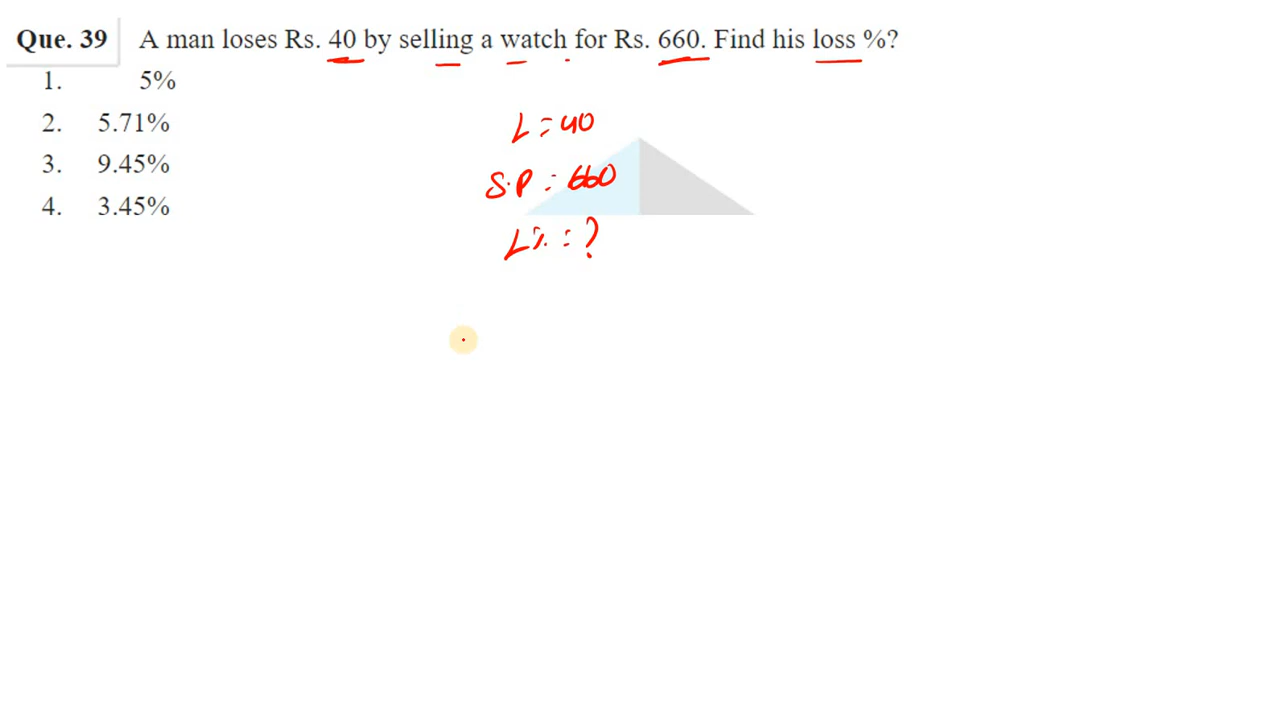 Que. 39 A man loses Rs. 40 by selling a watch for Rs. 660. Find his loss %?
1. 5%
2. 5.71%
3. 9.45%
4. 3.45%
L = 40
S.P = 660
L% = ?